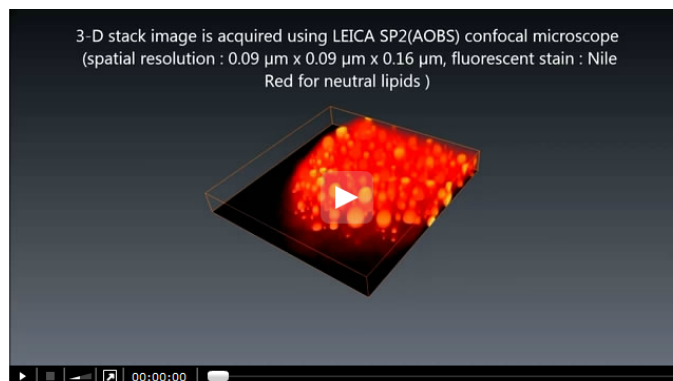 3-D stack image is acquired using LEICA SP2(AOBS) confocal microscope
(spatial resolution : 0.09 µm x 0.09 µm x 0.16 µm, fluorescent stain : Nile
Red for neutral lipids )
00:00:00